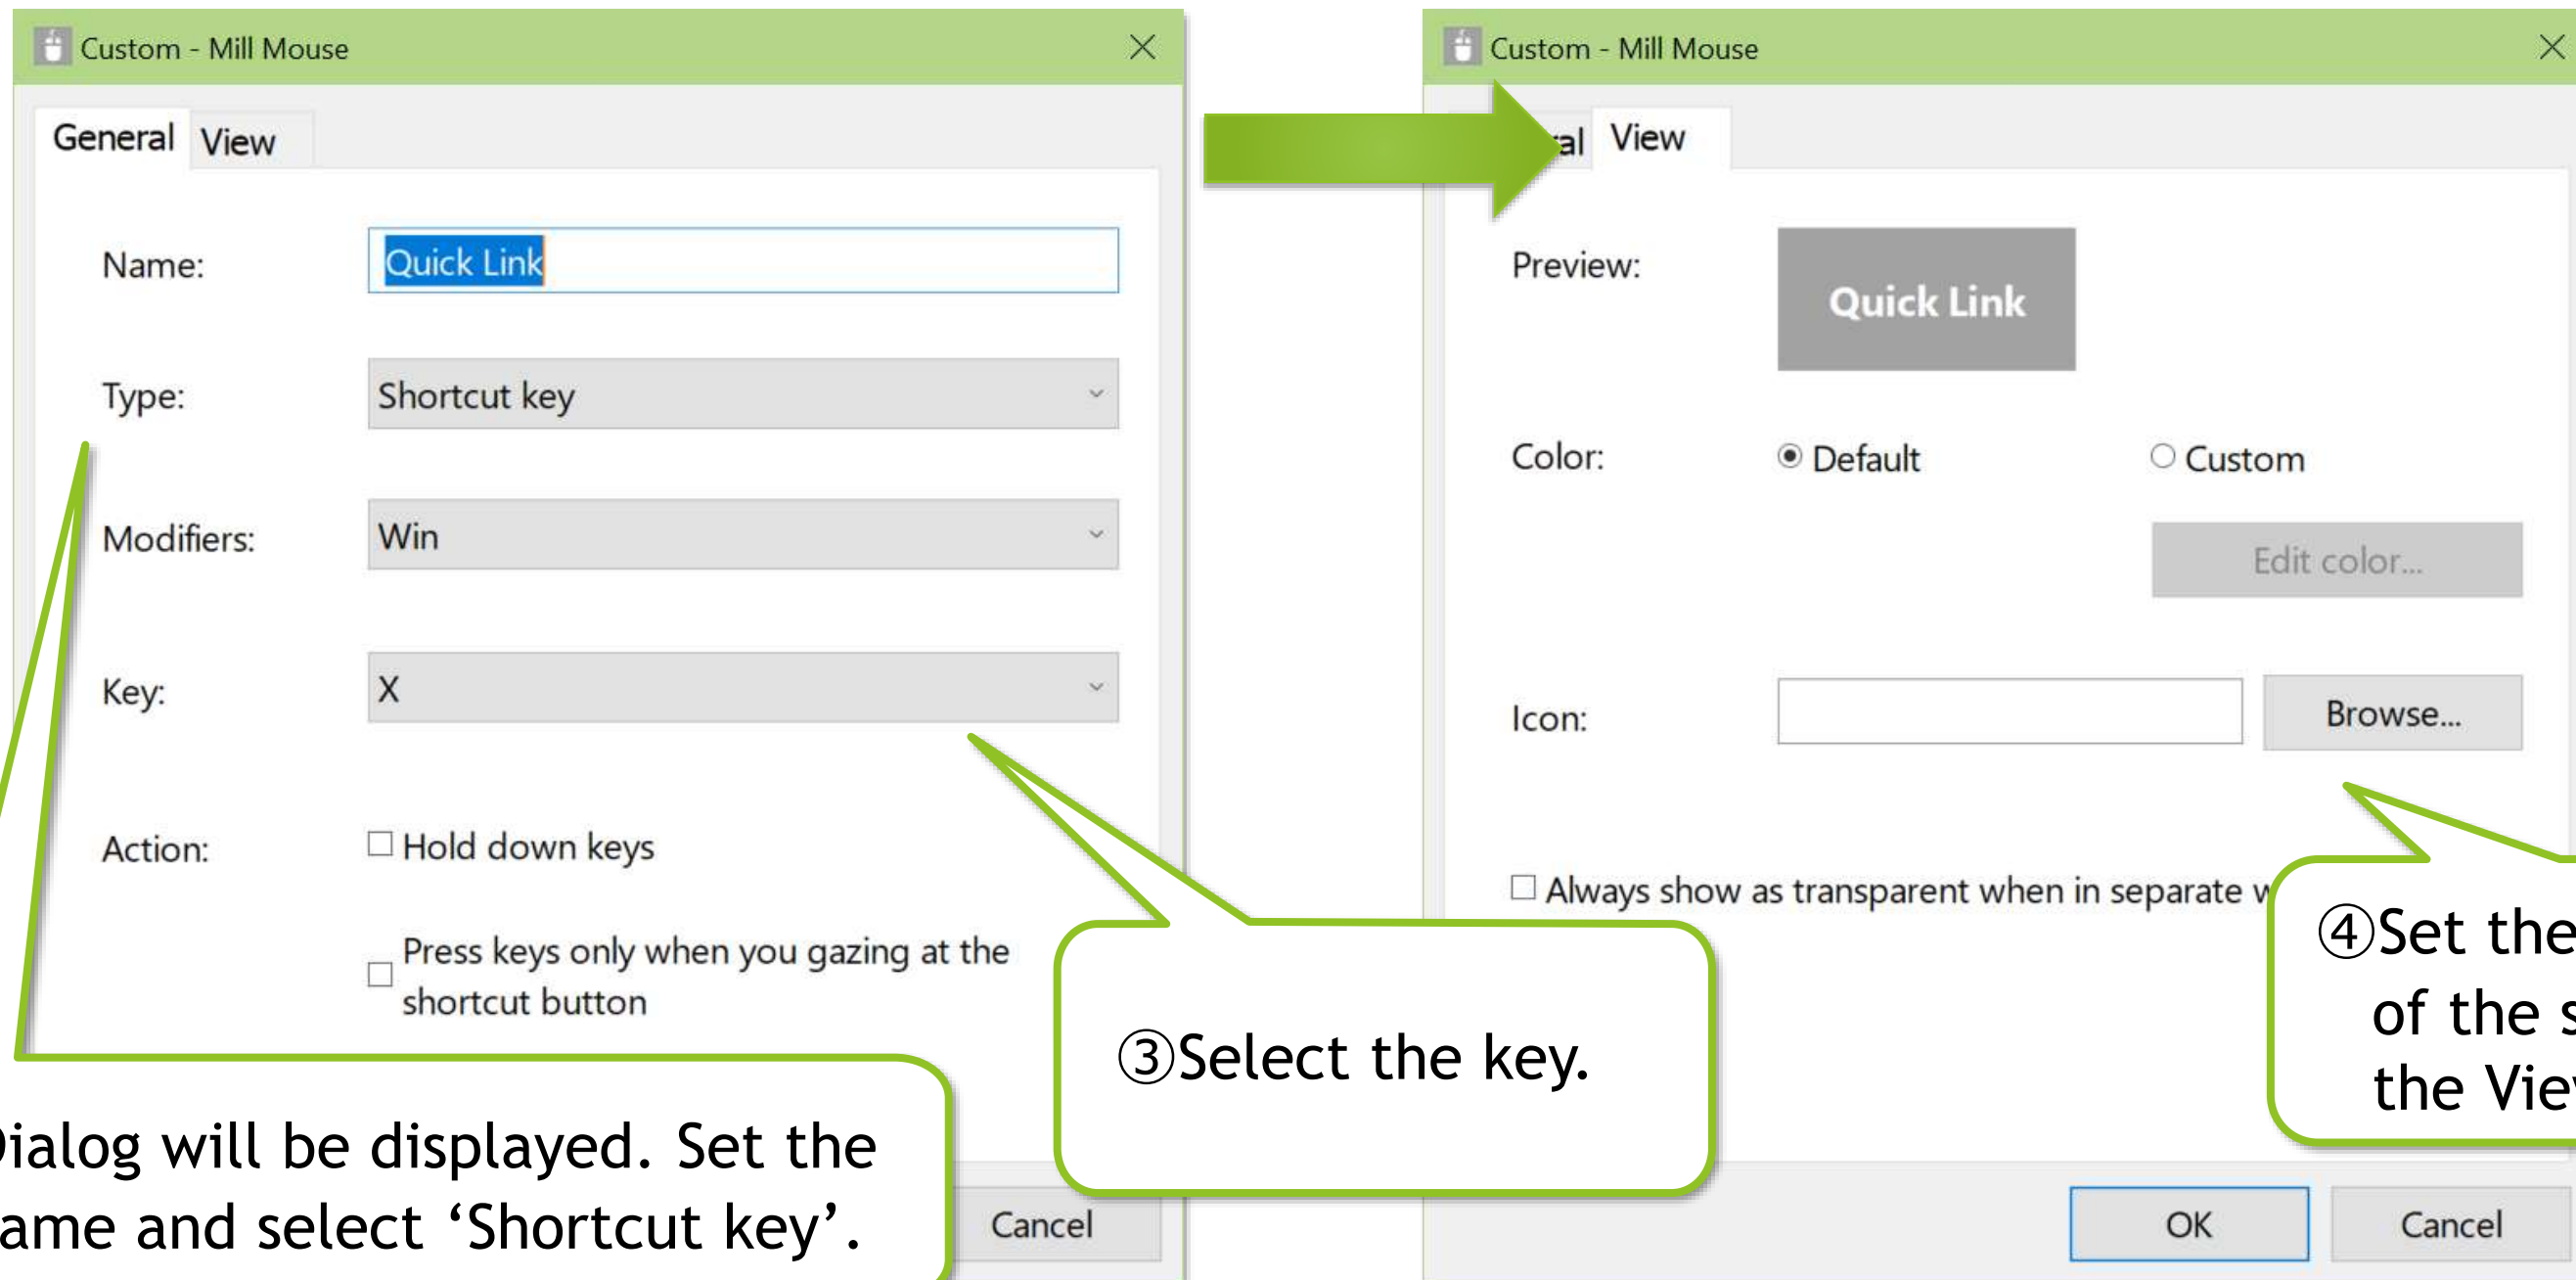 Custom - Mill Mouse
General View
Name: Quick Link
Type: Shortcut key
Modifiers: Win
Key: X
Action: Hold down keys
Press keys only when you gazing at the
shortcut button
Cancel
Dialog will be displayed. Set the
ame and select ‘Shortcut key’.
③Select the key.
Custom - Mill Mouse
al View
Preview: Quick Link
Color: Default Custom
Edit color...
Icon: Browse...
Always show as transparent when in separate
④Set the
of the
the
OK Cancel